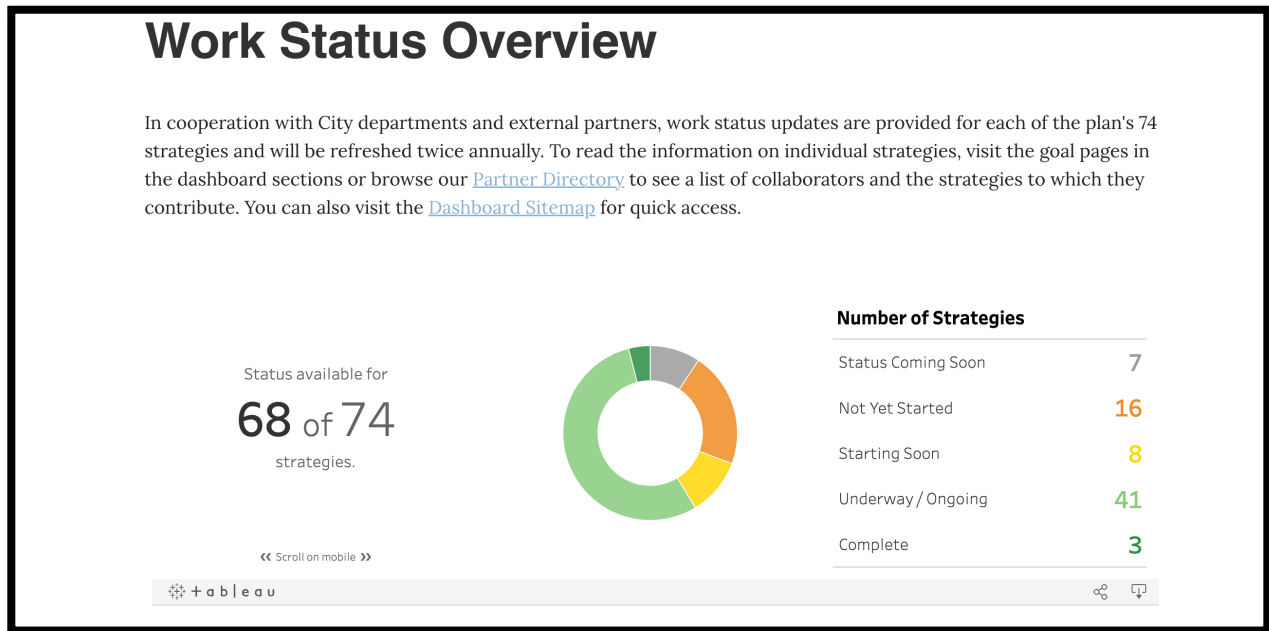 Work Status Overview
In cooperation with City departments and external partners, work status updates are provided for each of the plan's 74
strategies and will be refreshed twice annually. To read the information on individual strategies, visit the goal pages in
the dashboard sections or browse our Partner Directory to see a list of collaborators and the strategies to which they
contribute. You can also visit the Dashboard Sitemap for quick access.
Status available for
68 of 74
strategies.
« Scroll on mobile »
Number of Strategies
Status Coming Soon 7
Not Yet Started 16
Starting Soon 8
Underway / Ongoing 41
Complete 3
+ a b l e a u